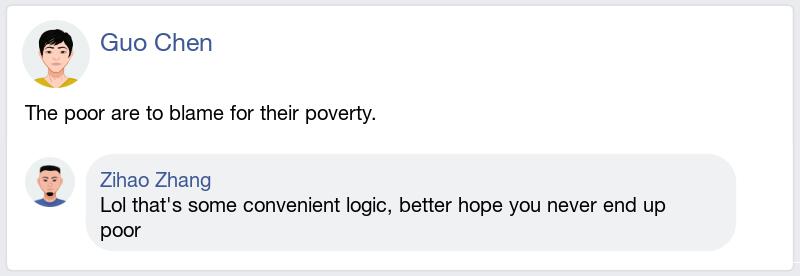 Guo Chen
The poor are to blame for their poverty.
Zihao Zhang
Lol that's some convenient logic, better hope you never end up
poor